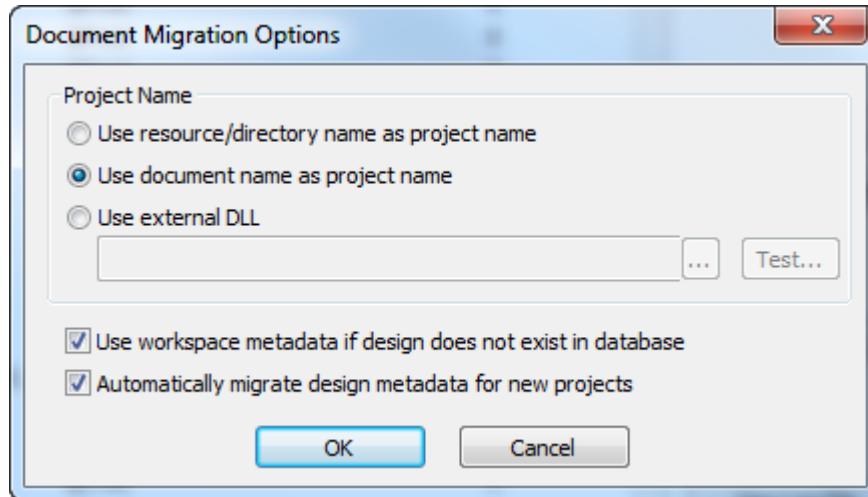 Document Migration Options
Project Name
Use resource/directory name as project name
Use document name as project name
Use external DLL
...
Test...
Use workspace metadata if design does not exist in database
Automatically migrate design metadata for new projects
OK
Cancel